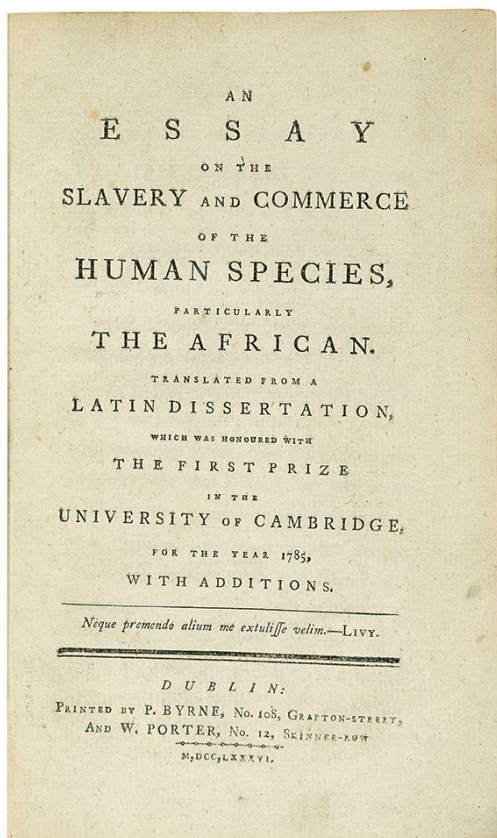 AN
ESSAY
ON THE
SLAVERY AND COMMERCE
OF THE
HUMAN SPECIES,
PARTICULARLY
THE AFRICAN.
TRANSLATED FROM A
LATIN DISSERTATION,
WHICH WAS HONOURED WITH
THE FIRST PRIZE
IN THE
UNIVERSITY OF CAMBRIDGE,
FOR THE YEAR 1785,
WITH ADDITIONS.
Neque premendo alium me extuliſſe velim.—LIVY.
DUBLIN:
PRINTED BY P. BYRNE, No. 108, GRAFTON-STREET,
AND W. PORTER, No. 12, SKINNER-ROW
M,DCC,LXXXVI.